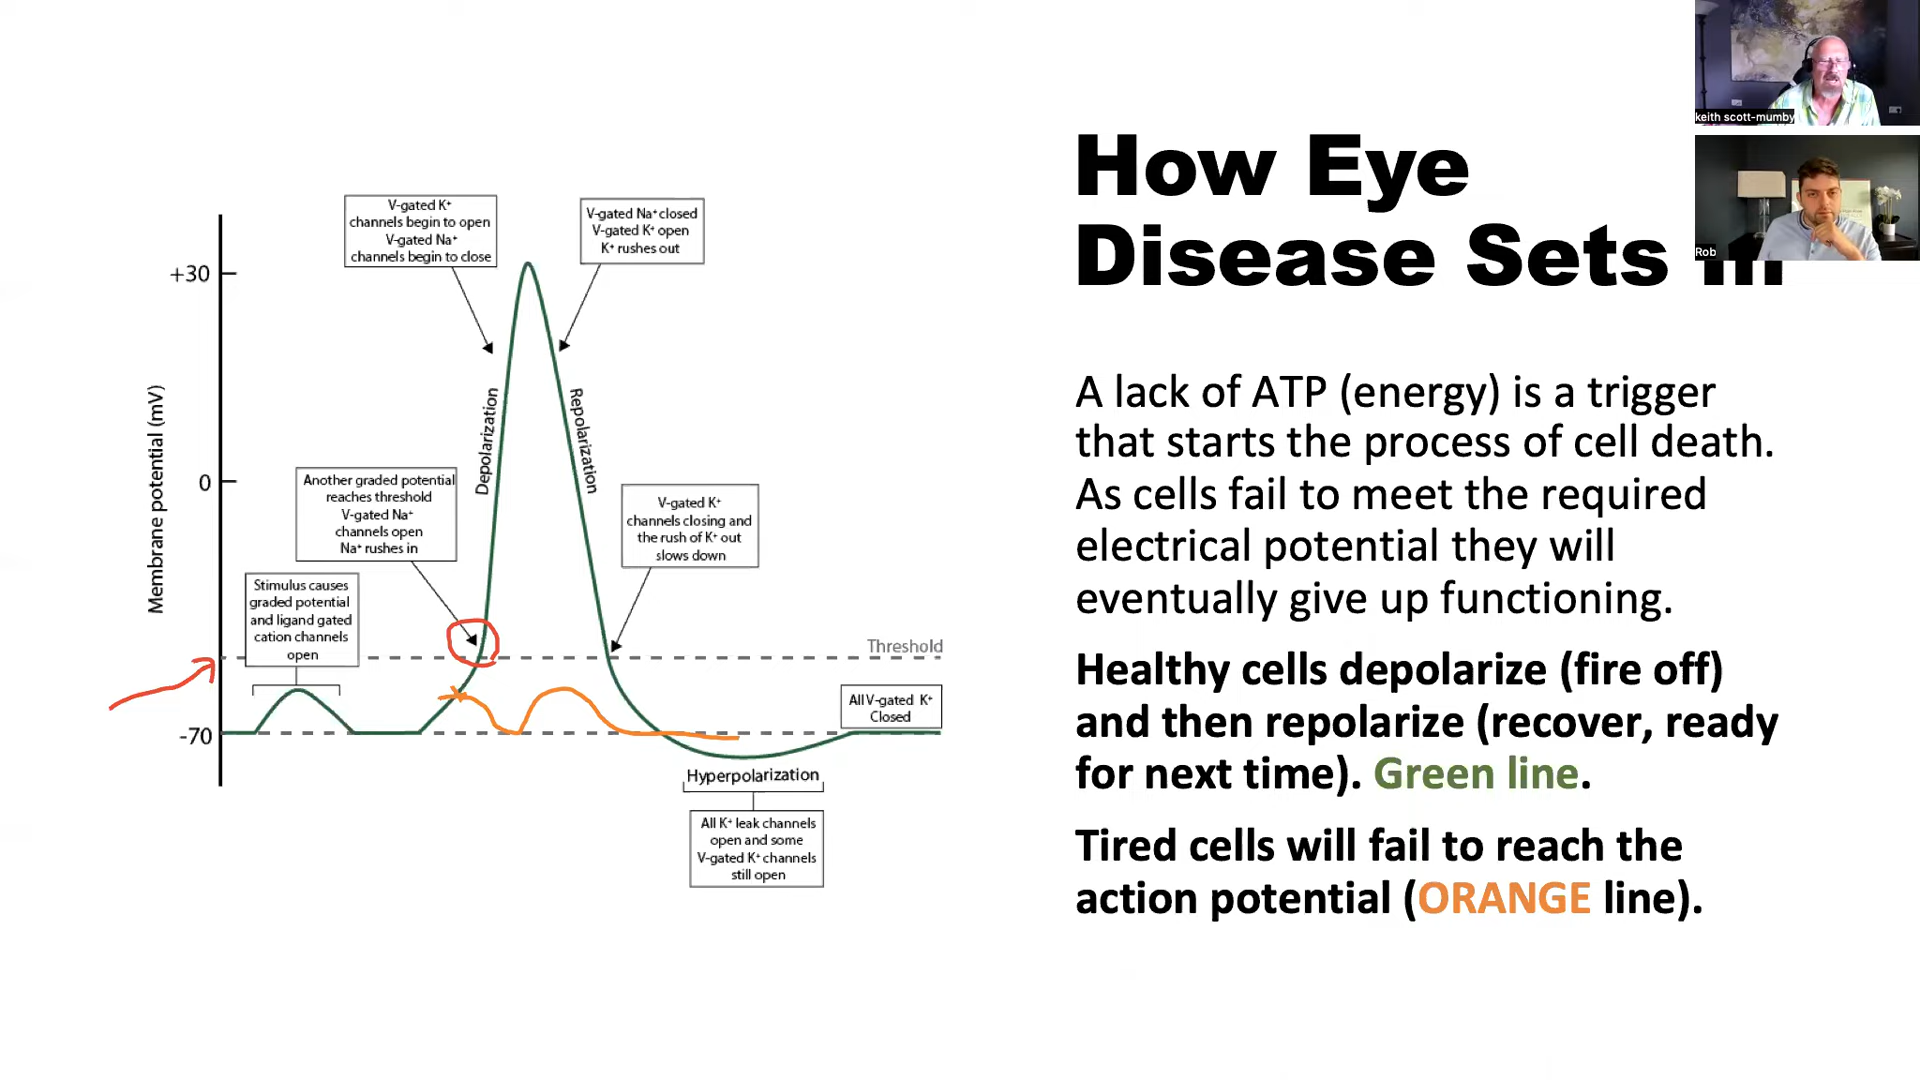 How Eye
Disease Sets in
A lack of ATP (energy) is a trigger
that starts the process of cell death.
As cells fail to meet the required
electrical potential they will
eventually give up functioning.
Healthy cells depolarize (fire off)
and then repolarize (recover, ready
for next time). Green line.
Tired cells will fail to reach the
action potential (ORANGE line).
Membrane potential (mV)
+30
0
-70
V-gated K⁺
channels begin to open
V-gated Na⁺
channels begin to close
V-gated Na⁺ closed
V-gated K⁺ open
K⁺ rushes out
Depolarization
Repolarization
Another graded potential
reaches threshold
V-gated Na⁺
channels open
Na⁺ rushes in
V-gated K⁺
channels closing and
the rush of K⁺ out
slows down
Stimulus causes
graded potential
and ligand gated
cation channels
open
Threshold
All V-gated K⁺
Closed
Hyperpolarization
All K⁺ leak channels
open and some
V-gated K⁺ channels
still open
keith scott-mumby
Rob